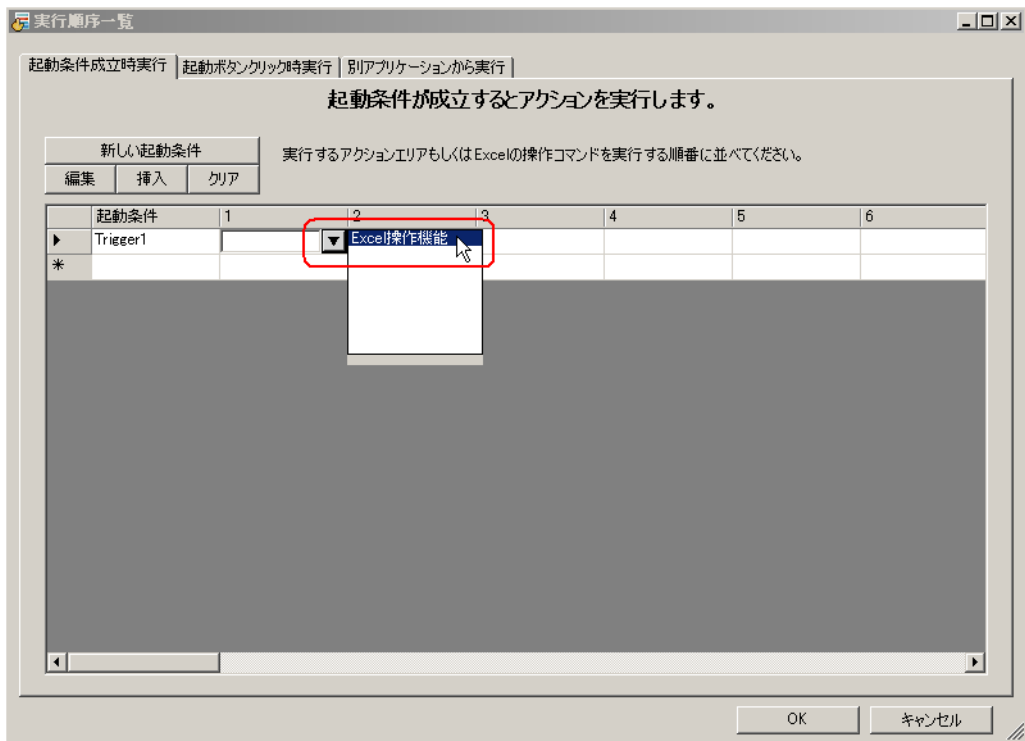 実行順序一覧
起動条件成立時実行 起動ボタンクリック時実行 別アプリケーションから実行
起動条件が成立するとアクションを実行します。
新しい起動条件
実行するアクションエリアもしくはExcelの操作コマンドを実行する順番に並べてください。
編集 挿入 クリア
起動条件 1 2 3 4 5 6
Trigger1 Excel操作機能
OK キャンセル